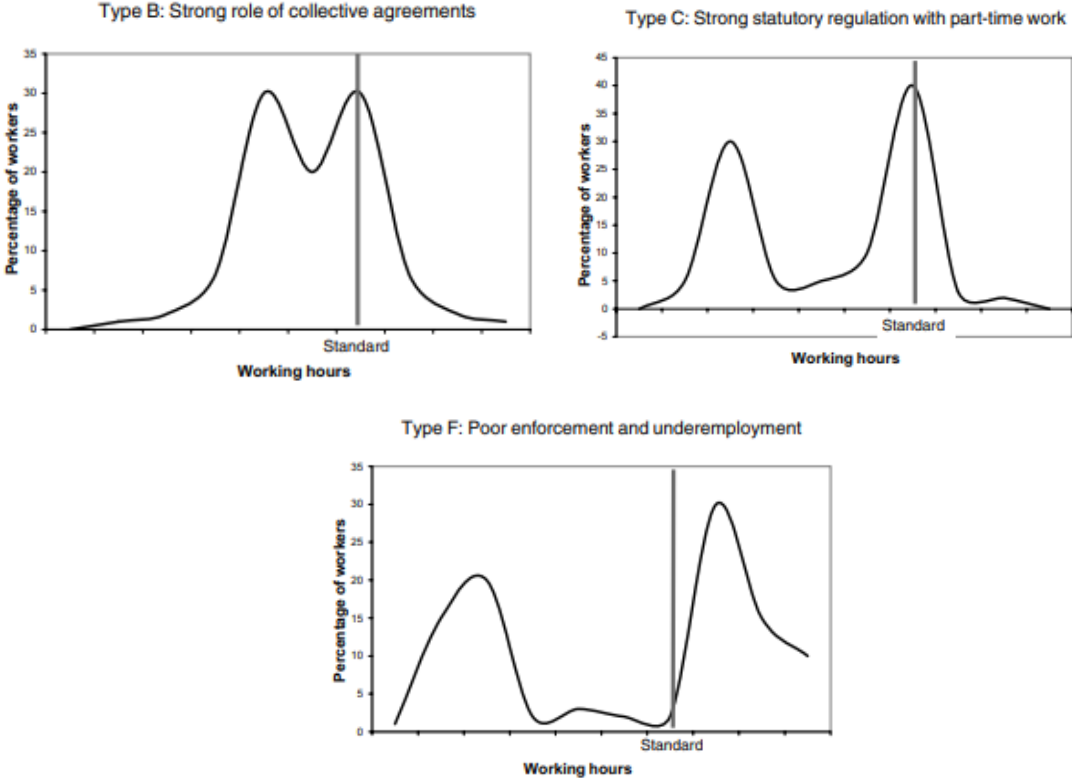 Type B: Strong role of collective agreements
Percentage of workers
35
30
25
20
15
10
5
0
Standard
Working hours
Type C: Strong statutory regulation with part-time work
Percentage of workers
45
40
35
30
25
20
15
10
5
0
-5
Standard
Working hours
Type F: Poor enforcement and underemployment
Percentage of workers
35
30
25
20
15
10
5
0
Standard
Working hours